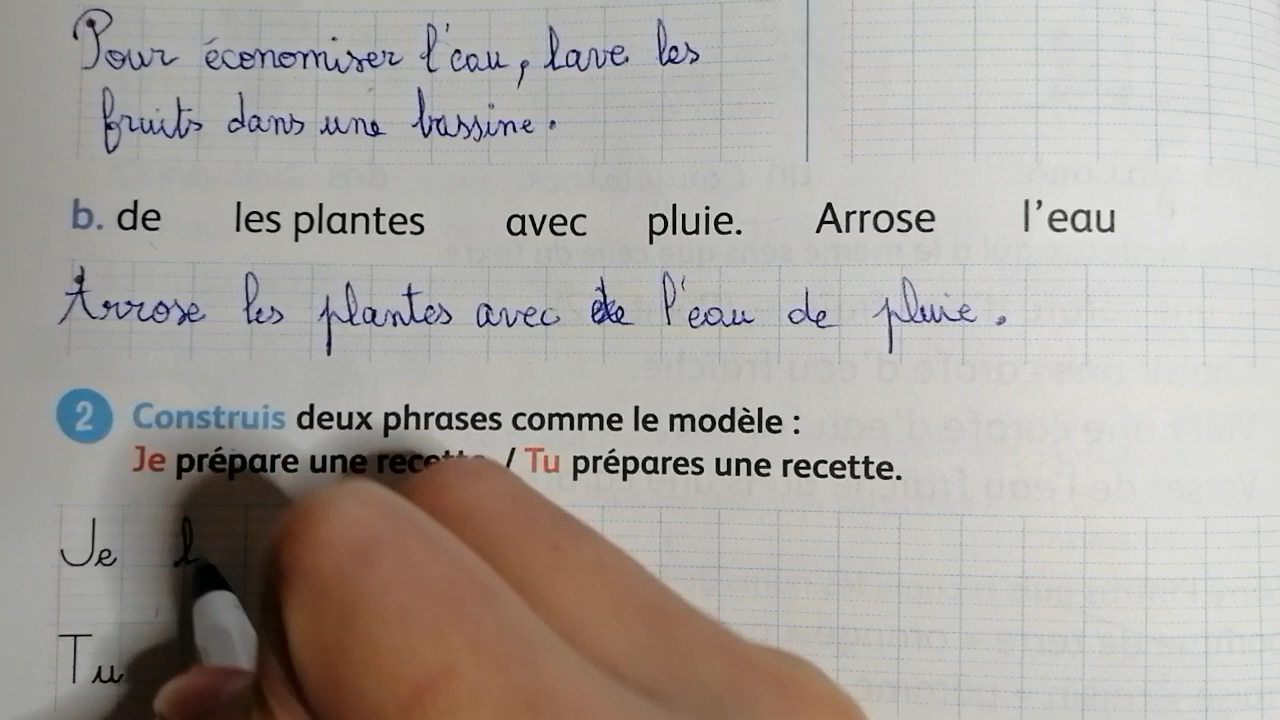 Pour économiser l'eau, lave les
fruits dans une bassine.
b. de les plantes avec pluie. Arrose l'eau
Arrose les plantes avec de l'eau de pluie.
2 Construis deux phrases comme le modèle :
Je prépare une recette / Tu prépares une recette.
Je l
Tu